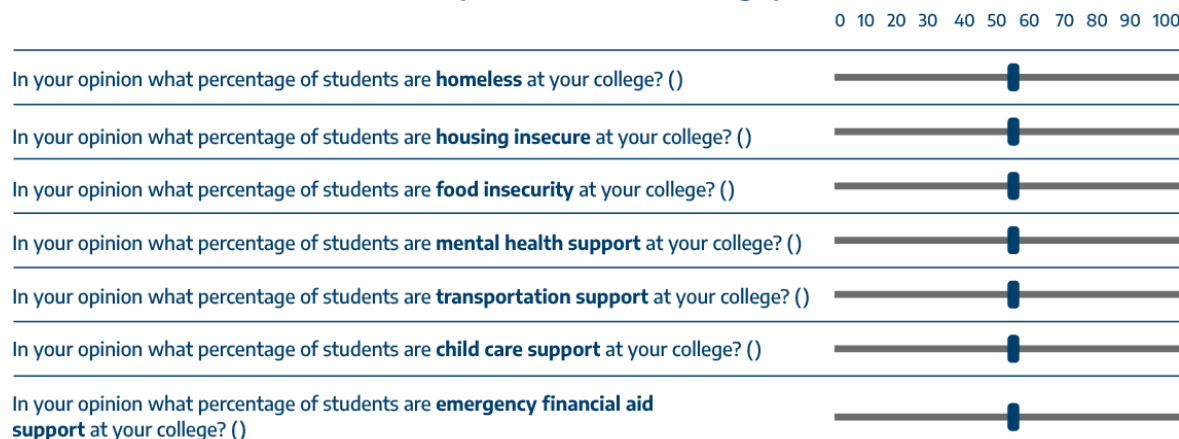 0 10 20 30 40 50 60 70 80 90 100
In your opinion what percentage of students are homeless at your college? ()
In your opinion what percentage of students are housing insecure at your college? ()
In your opinion what percentage of students are food insecurity at your college? ()
In your opinion what percentage of students are mental health support at your college? ()
In your opinion what percentage of students are transportation support at your college? ()
In your opinion what percentage of students are child care support at your college? ()
In your opinion what percentage of students are emergency financial aid
support at your college? ()